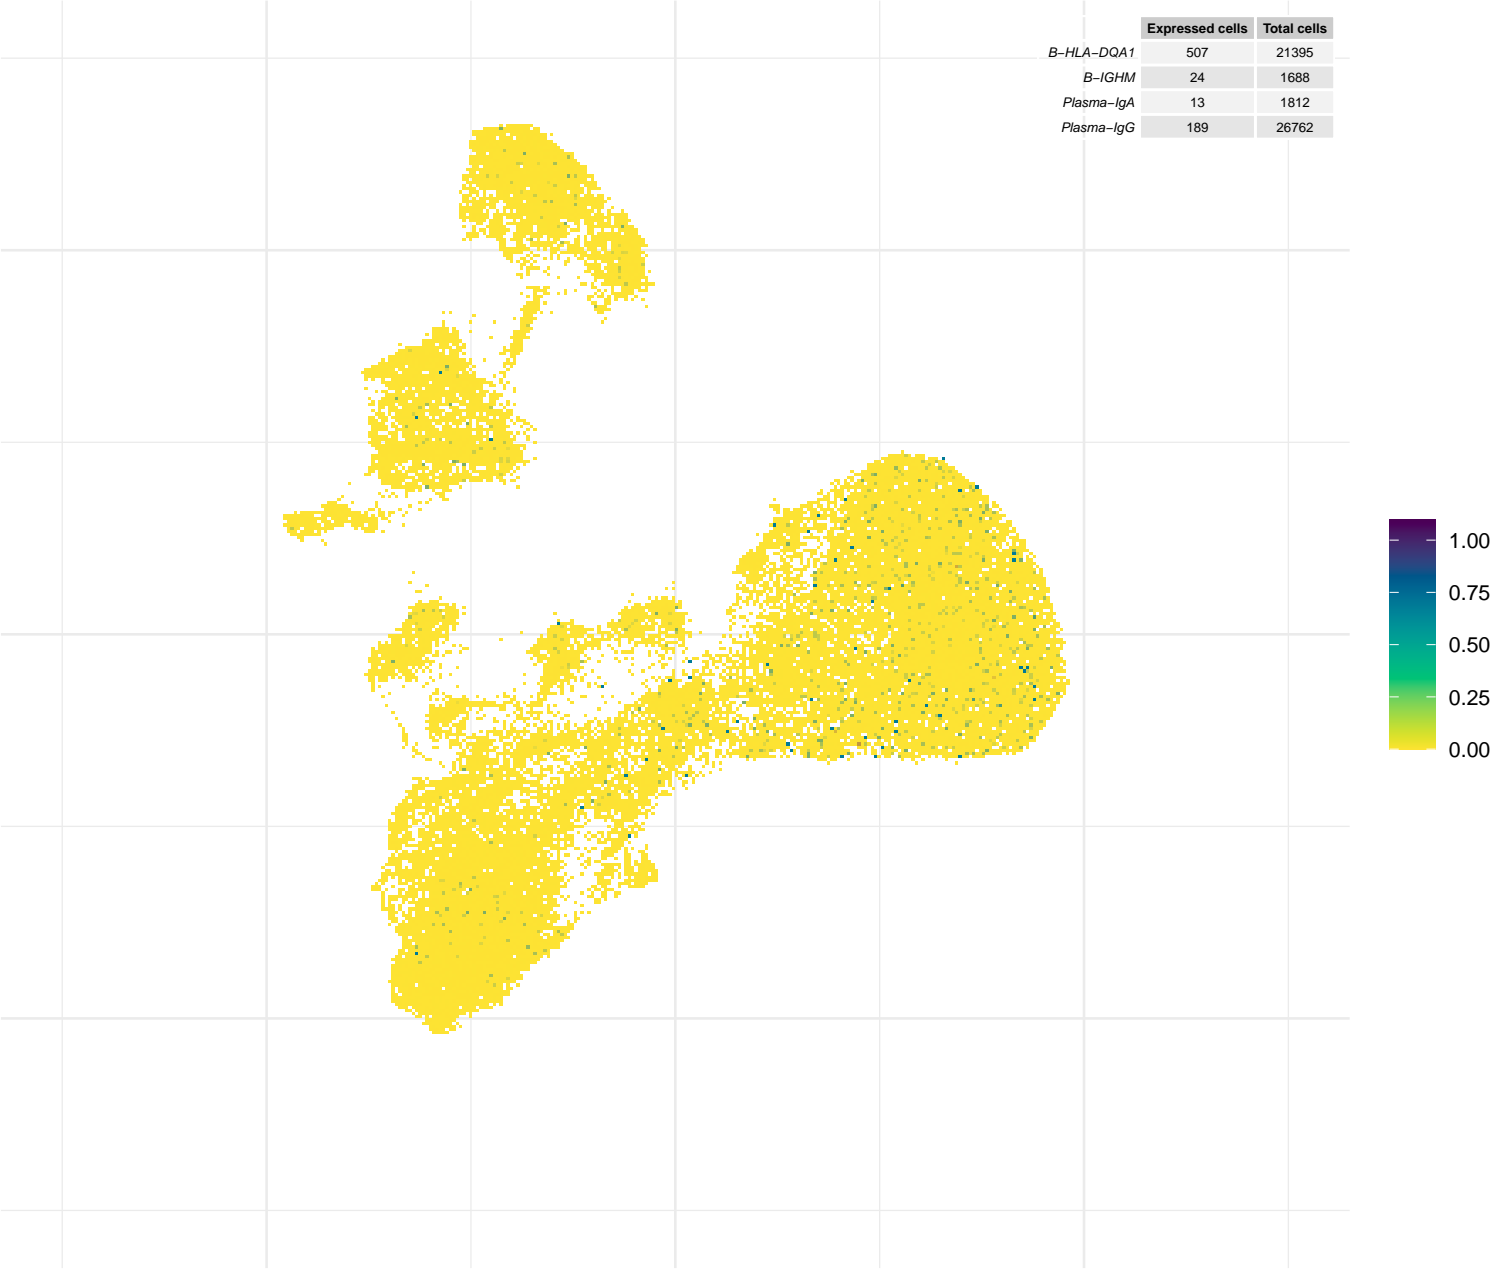 Expressed cells Total cells
B−HLA−DQA1 507 21395
B−IGHM 24 1688
Plasma−IgA 13 1812
Plasma−IgG 189 26762
1.00
0.75
0.50
0.25
0.00